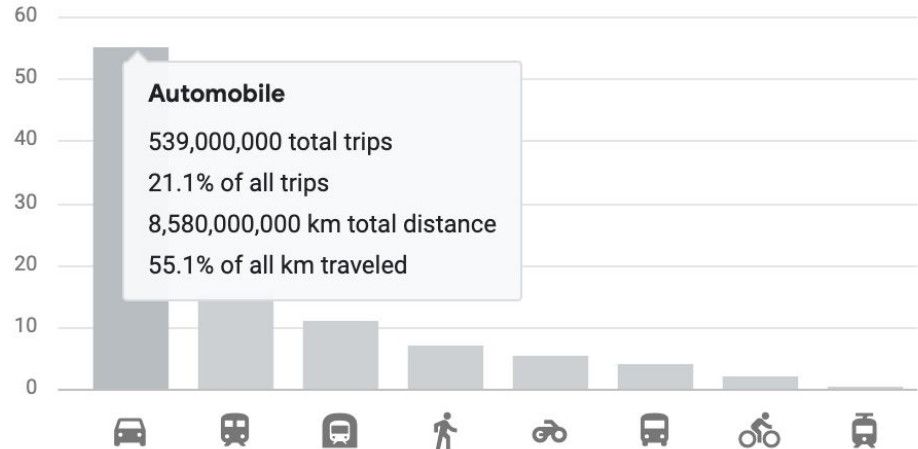 60
50
40
30
20
10
0
Automobile
539,000,000 total trips
21.1% of all trips
8,580,000,000 km total distance
55.1% of all km traveled